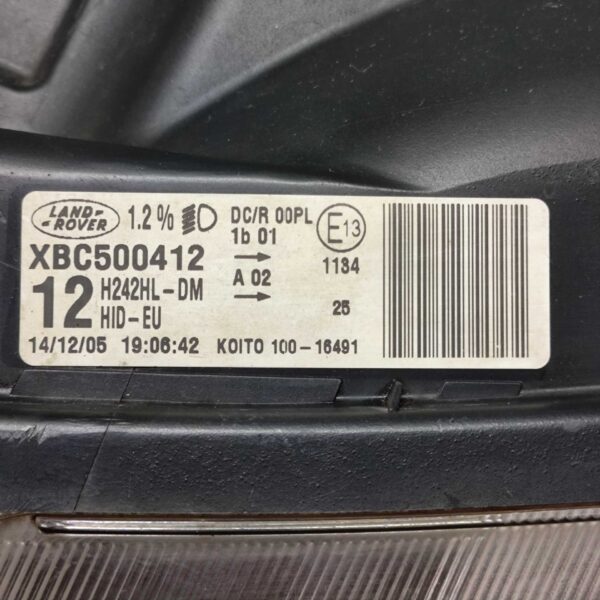 LAND-
-ROVER
1.2%
DC/R 00PL
1b 01
E13
XBC500412
1134
A 02
12 H242HL-DM
HID-EU
25
14/12/05 19:06:42 KOITO 100-16491